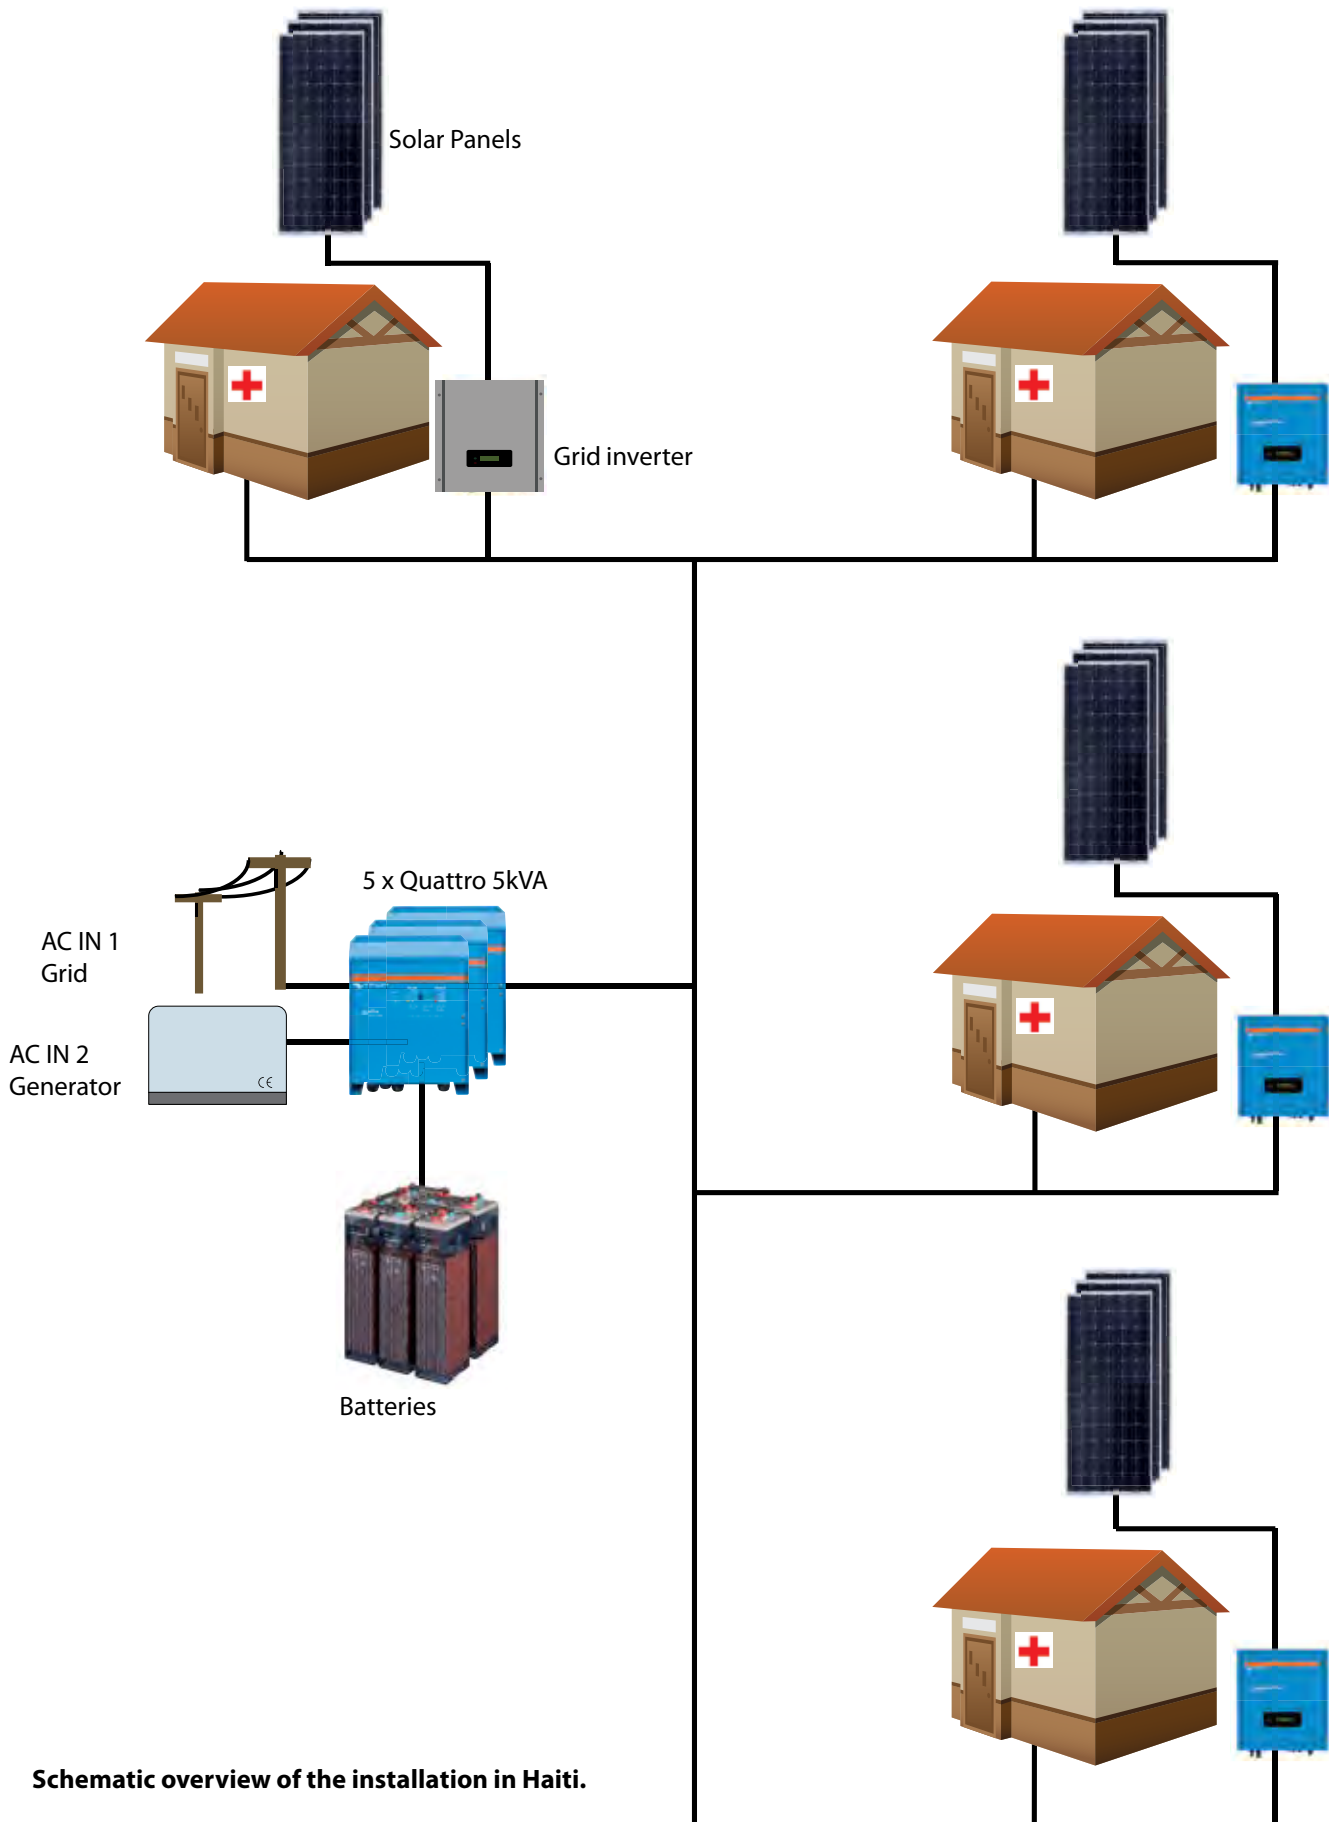 Solar Panels
Grid inverter
5 x Quattro 5kVA
AC IN 1
Grid
AC IN 2
Generator
CE
Batteries
Schematic overview of the installation in Haiti.